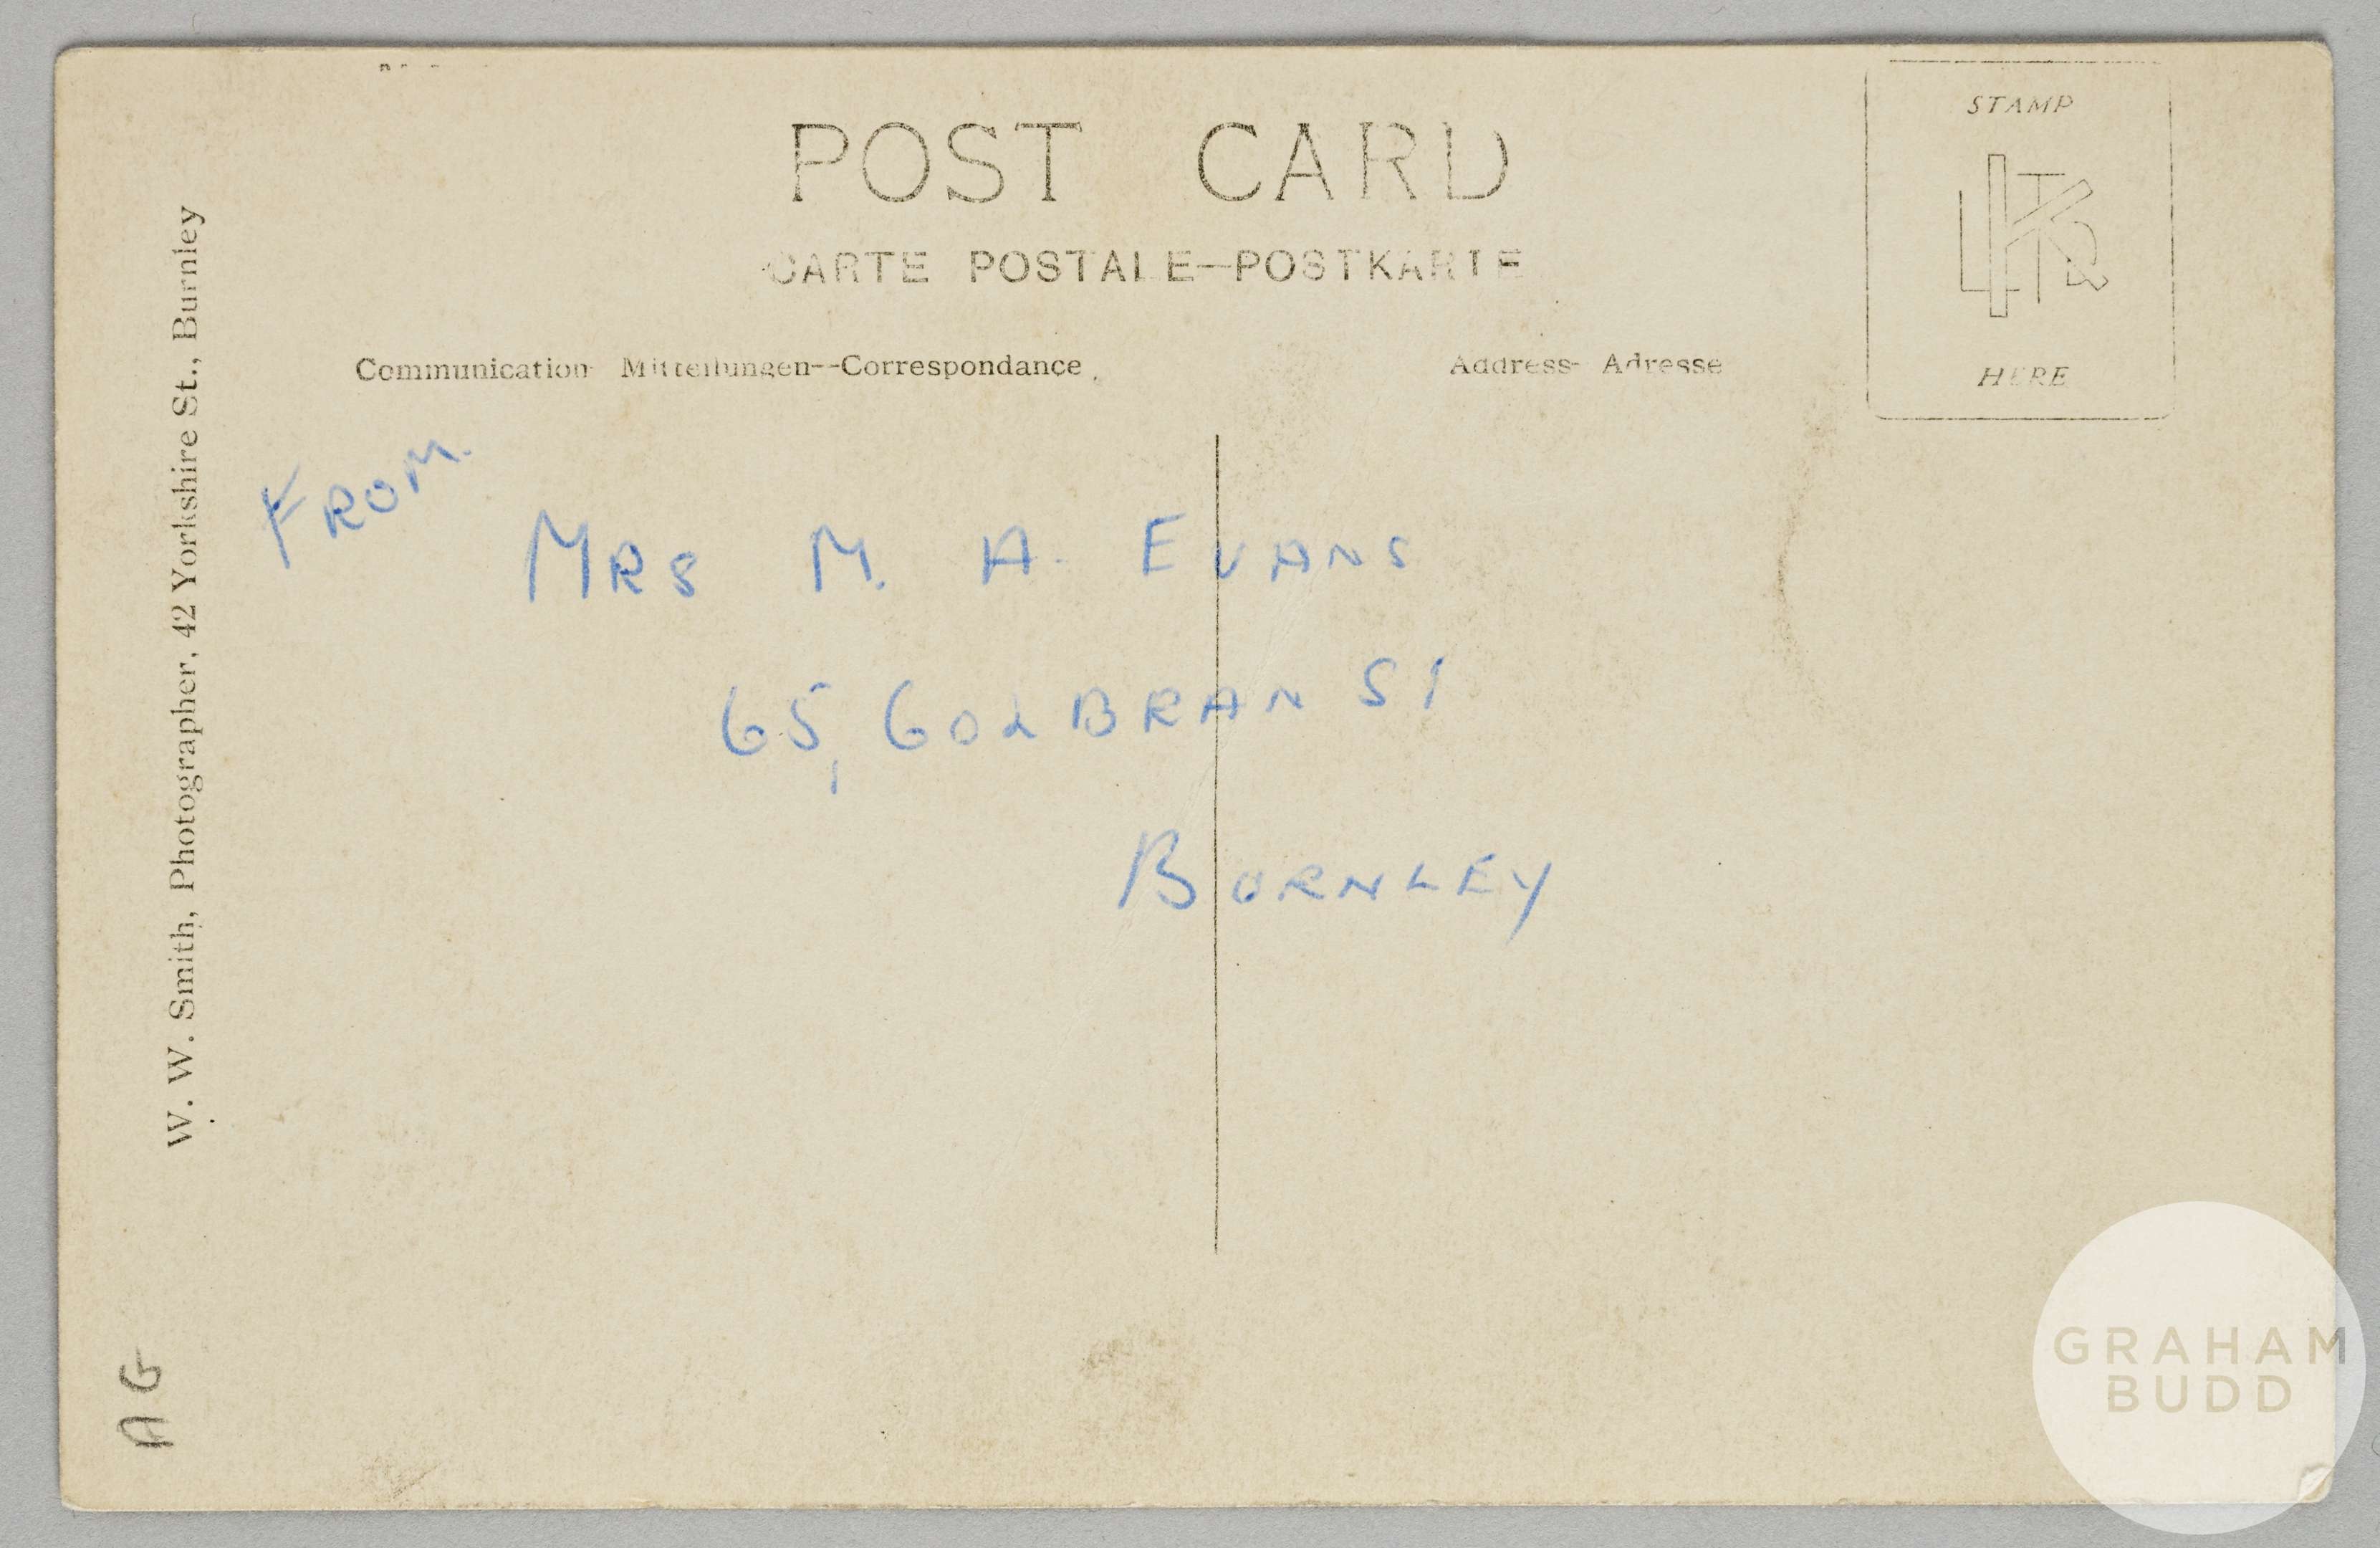 POST CARD
CARTE POSTALE—POSTKARTE
STAMP
HERE
Communication Mitteilungen--Correspondance
Address- Adresse
W. W. Smith, Photographer, 42 Yorkshire St., Burnley
FROM.
MRS M. A. EVANS
65, GOLBRAN ST
BURNLEY
AG
GRAHAM
BUDD